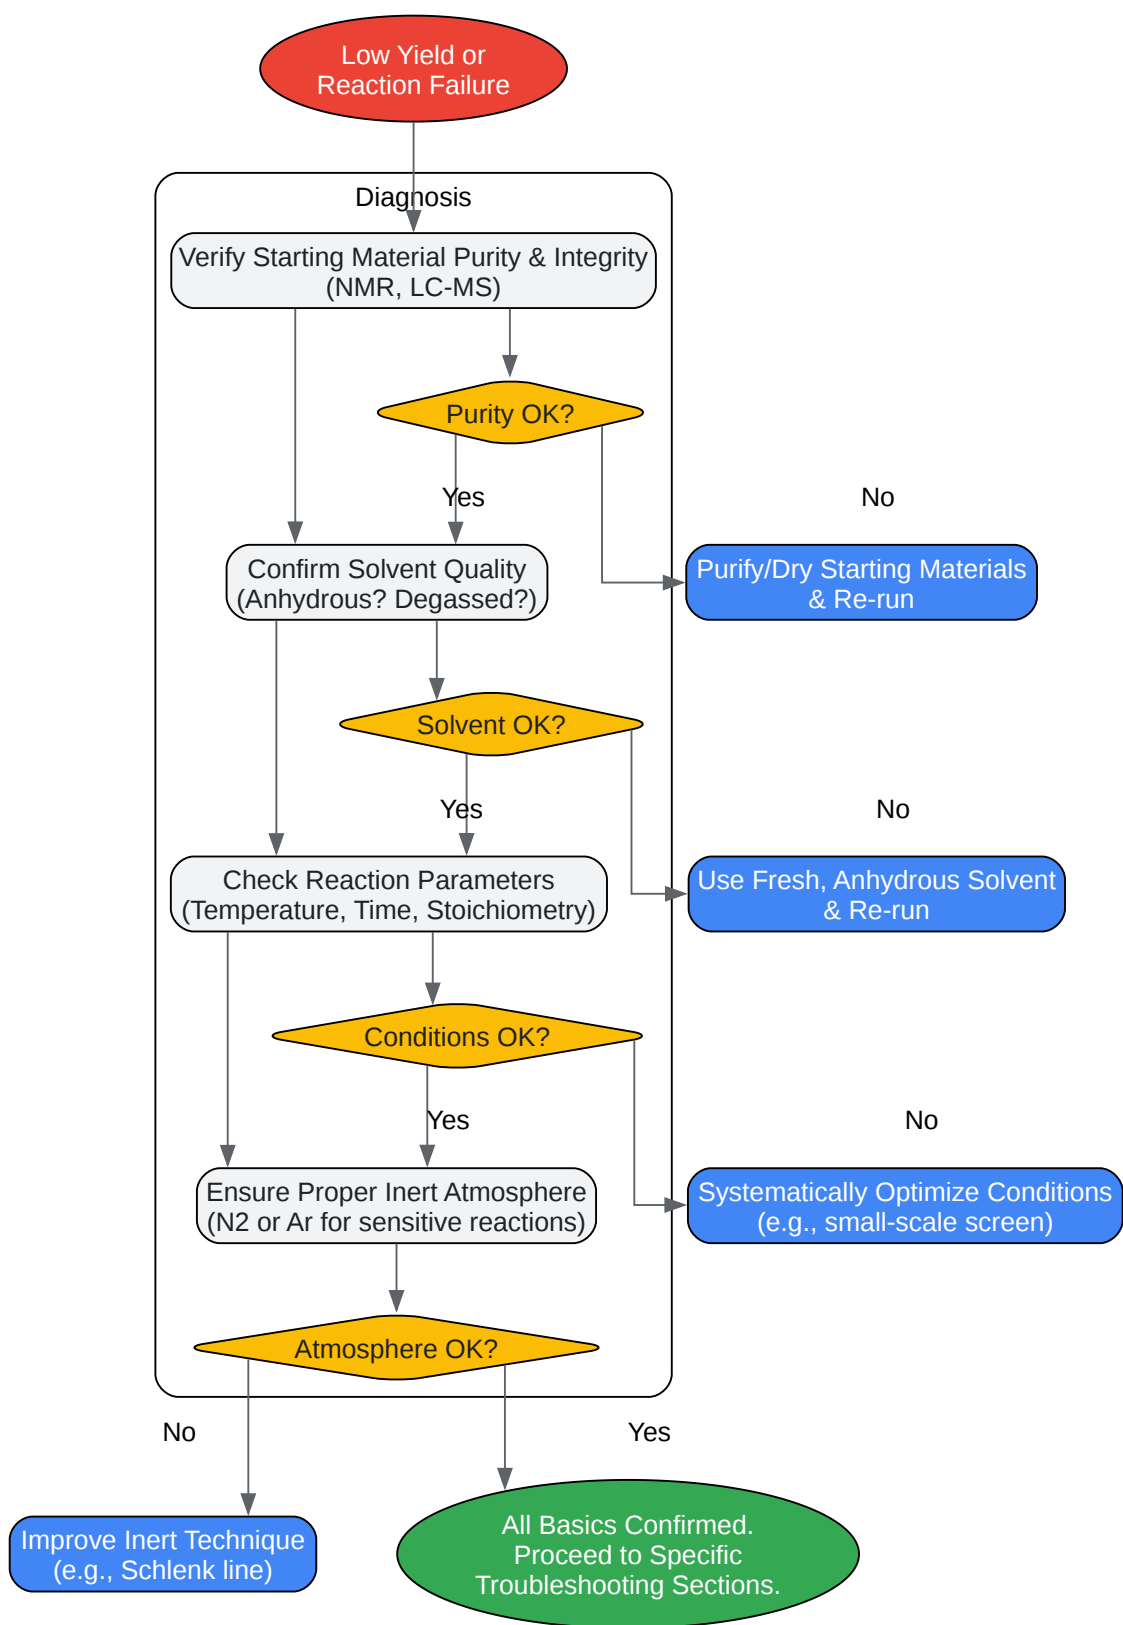 Low Yield or
Reaction Failure
Diagnosis
Verify Starting Material Purity & Integrity
(NMR, LC-MS)
Purity OK?
Yes
No
Confirm Solvent Quality
(Anhydrous? Degassed?)
Purify/Dry Starting Materials
& Re-run
Solvent OK?
Yes
No
Check Reaction Parameters
(Temperature, Time, Stoichiometry)
Use Fresh, Anhydrous Solvent
& Re-run
Conditions OK?
Yes
No
Ensure Proper Inert Atmosphere
(N2 or Ar for sensitive reactions)
Systematically Optimize Conditions
(e.g., small-scale screen)
Atmosphere OK?
No
Yes
Improve Inert Technique
(e.g., Schlenk line)
All Basics Confirmed.
Proceed to Specific
Troubleshooting Sections.